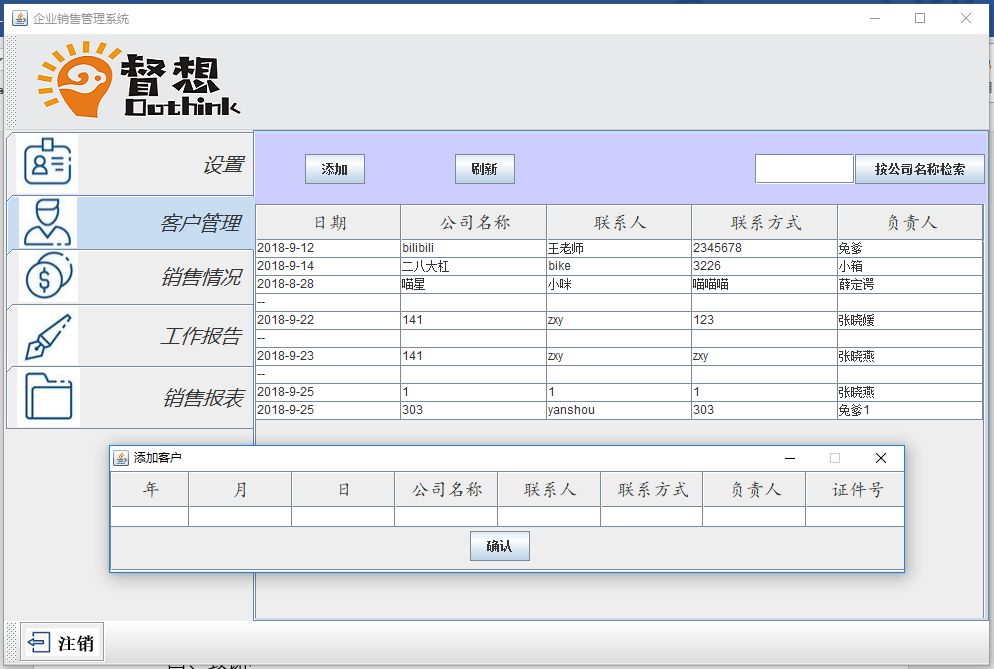 企业销售管理系统
督想
Outhink
设置
客户管理
销售情况
工作报告
销售报表
添加 刷新 按公司名称检索
日期 公司名称 联系人 联系方式 负责人
2018-9-12 bilibili 王老师 2345678 兔爹
2018-9-14 二八大杠 bike 3226 小箱
2018-8-28 喵星 小咪 喵喵喵 薛定谔
--
2018-9-22 141 zxy 123 张晓媛
--
2018-9-23 141 zxy zxy 张晓燕
--
2018-9-25 1 1 1 张晓燕
2018-9-25 303 yanshou 303 兔爹1
添加客户
年 月 日 公司名称 联系人 联系方式 负责人 证件号
确认
注销